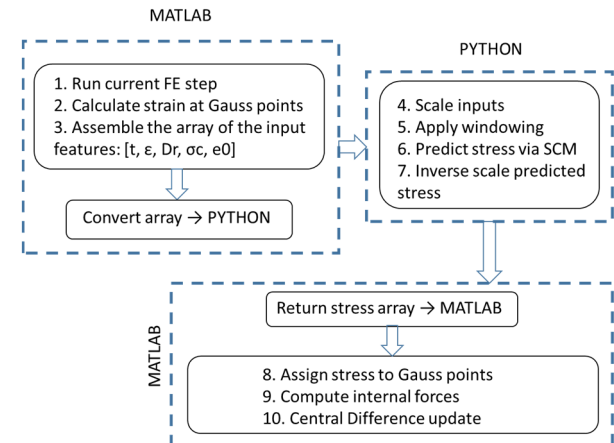 MATLAB
1. Run current FE step
2. Calculate strain at Gauss points
3. Assemble the array of the input
features: [t, ε, Dr, σc, e0]
Convert array → PYTHON
PYTHON
4. Scale inputs
5. Apply windowing
6. Predict stress via SCM
7. Inverse scale predicted
stress
MATLAB
Return stress array → MATLAB
8. Assign stress to Gauss points
9. Compute internal forces
10. Central Difference update